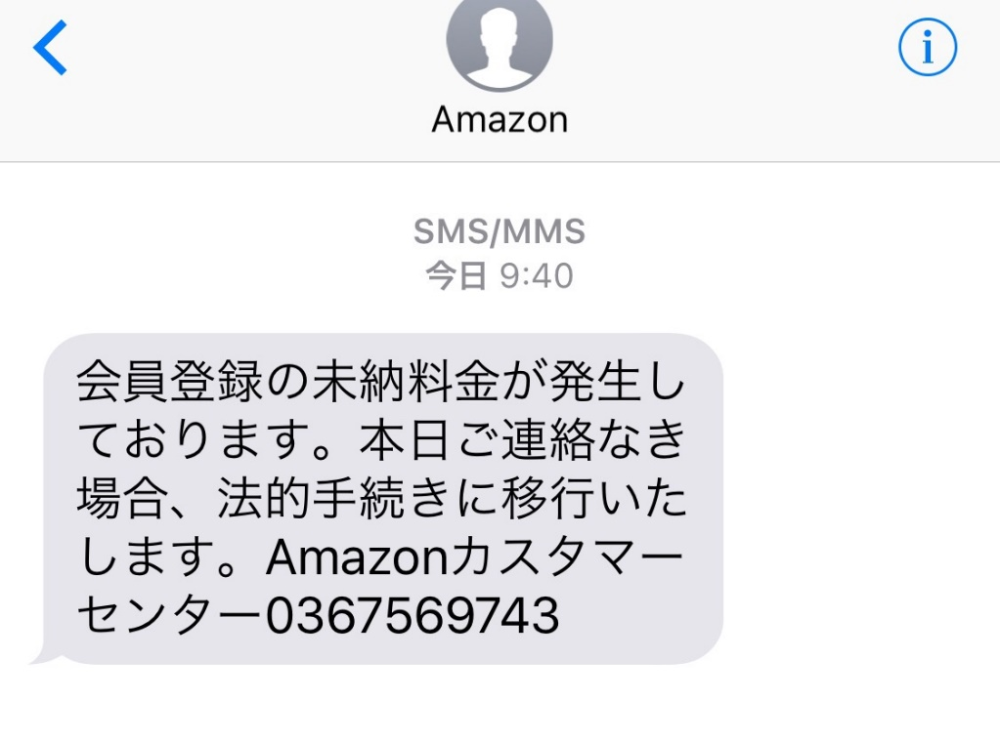 Amazon
SMS/MMS
今日 9:40
会員登録の未納料金が発生し
ております。本日ご連絡なき
場合、法的手続きに移行いた
します。Amazonカスタマー
センター0367569743